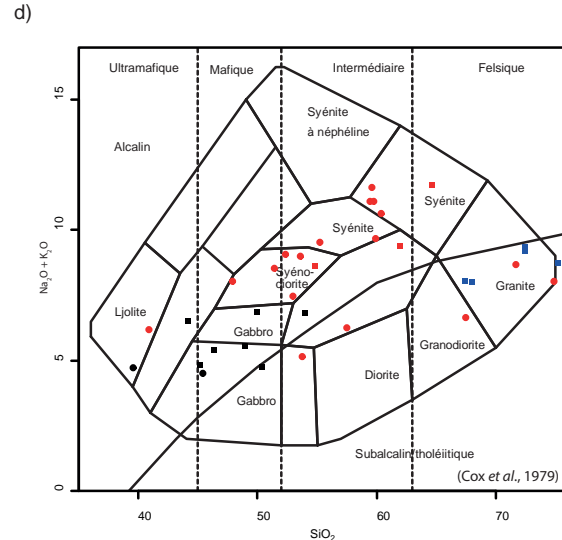 d)
Ultramafique
Mafique
Intermédiaire
Felsique
Syénite
à néphéline
Alcalin
Syénite
Syénite
Syéno-
diorite
Ljolite
Gabbro
Granite
Granodiorite
Diorite
Gabbro
Subalcalin/tholéiitique
(Cox et al., 1979)
Na2O + K2O
0
5
10
15
40
50
60
70
SiO2